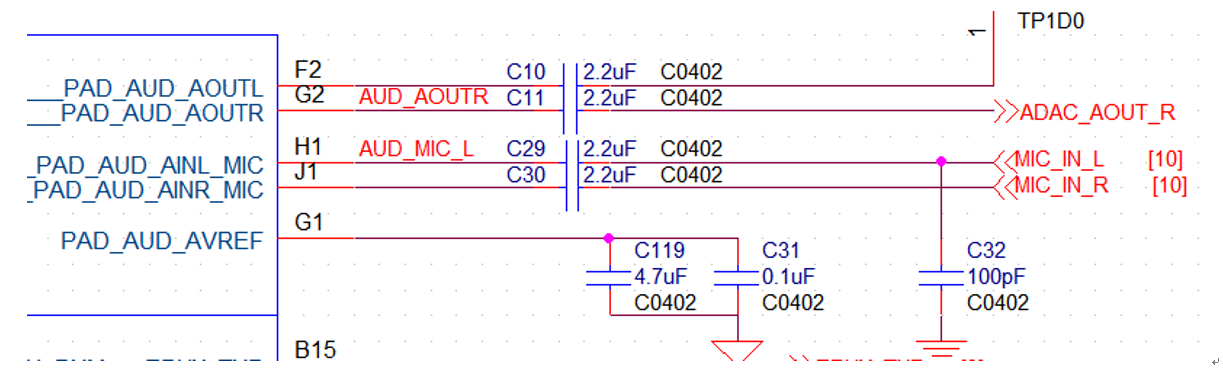 TP1D0
1
F2
__PAD_AUD_AOUTL C10 2.2uF C0402
G2
__PAD_AUD_AOUTR AUD_AOUTR C11 2.2uF C0402 ADAC_AOUT_R
H1
_PAD_AUD_AINL_MIC AUD_MIC_L C29 2.2uF C0402 MIC_IN_L [10]
J1
_PAD_AUD_AINR_MIC C30 2.2uF C0402 MIC_IN_R [10]
G1
PAD_AUD_AVREF
C119 C31 C32
4.7uF 0.1uF 100pF
C0402 C0402 C0402
B15